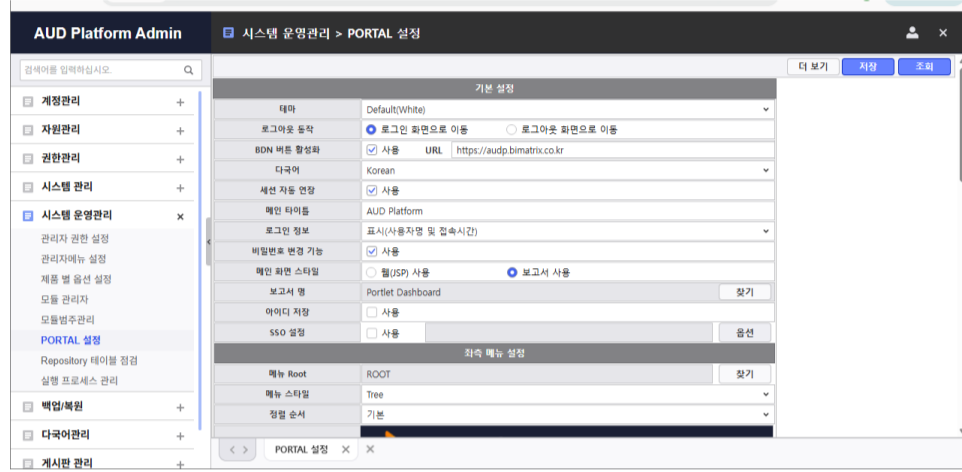 AUD Platform Admin
시스템 운영관리 > PORTAL 설정
검색어를 입력하십시오.
더 보기 저장 조회
계정관리
자원관리
권한관리
시스템 관리
시스템 운영관리
관리자 권한 설정
관리자메뉴 설정
제품 별 옵션 설정
모듈 관리자
모듈범주관리
PORTAL 설정
Repository 테이블 점검
실행 프로세스 관리
백업/복원
다국어관리
게시판 관리
기본 설정
테마 Default(White)
로그아웃 동작 로그인 화면으로 이동 로그아웃 화면으로 이동
BDN 버튼 활성화 사용 URL https://audp.bimatrix.co.kr
다국어 Korean
세션 자동 연장 사용
메인 타이틀 AUD Platform
로그인 정보 표시(사용자명 및 접속시간)
비밀번호 변경 기능 사용
메인 화면 스타일 웹(JSP) 사용 보고서 사용
보고서 명 Portlet Dashboard 찾기
아이디 저장 사용
SSO 설정 사용 옵션
좌측 메뉴 설정
메뉴 Root ROOT 찾기
메뉴 스타일 Tree
정렬 순서 기본
PORTAL 설정